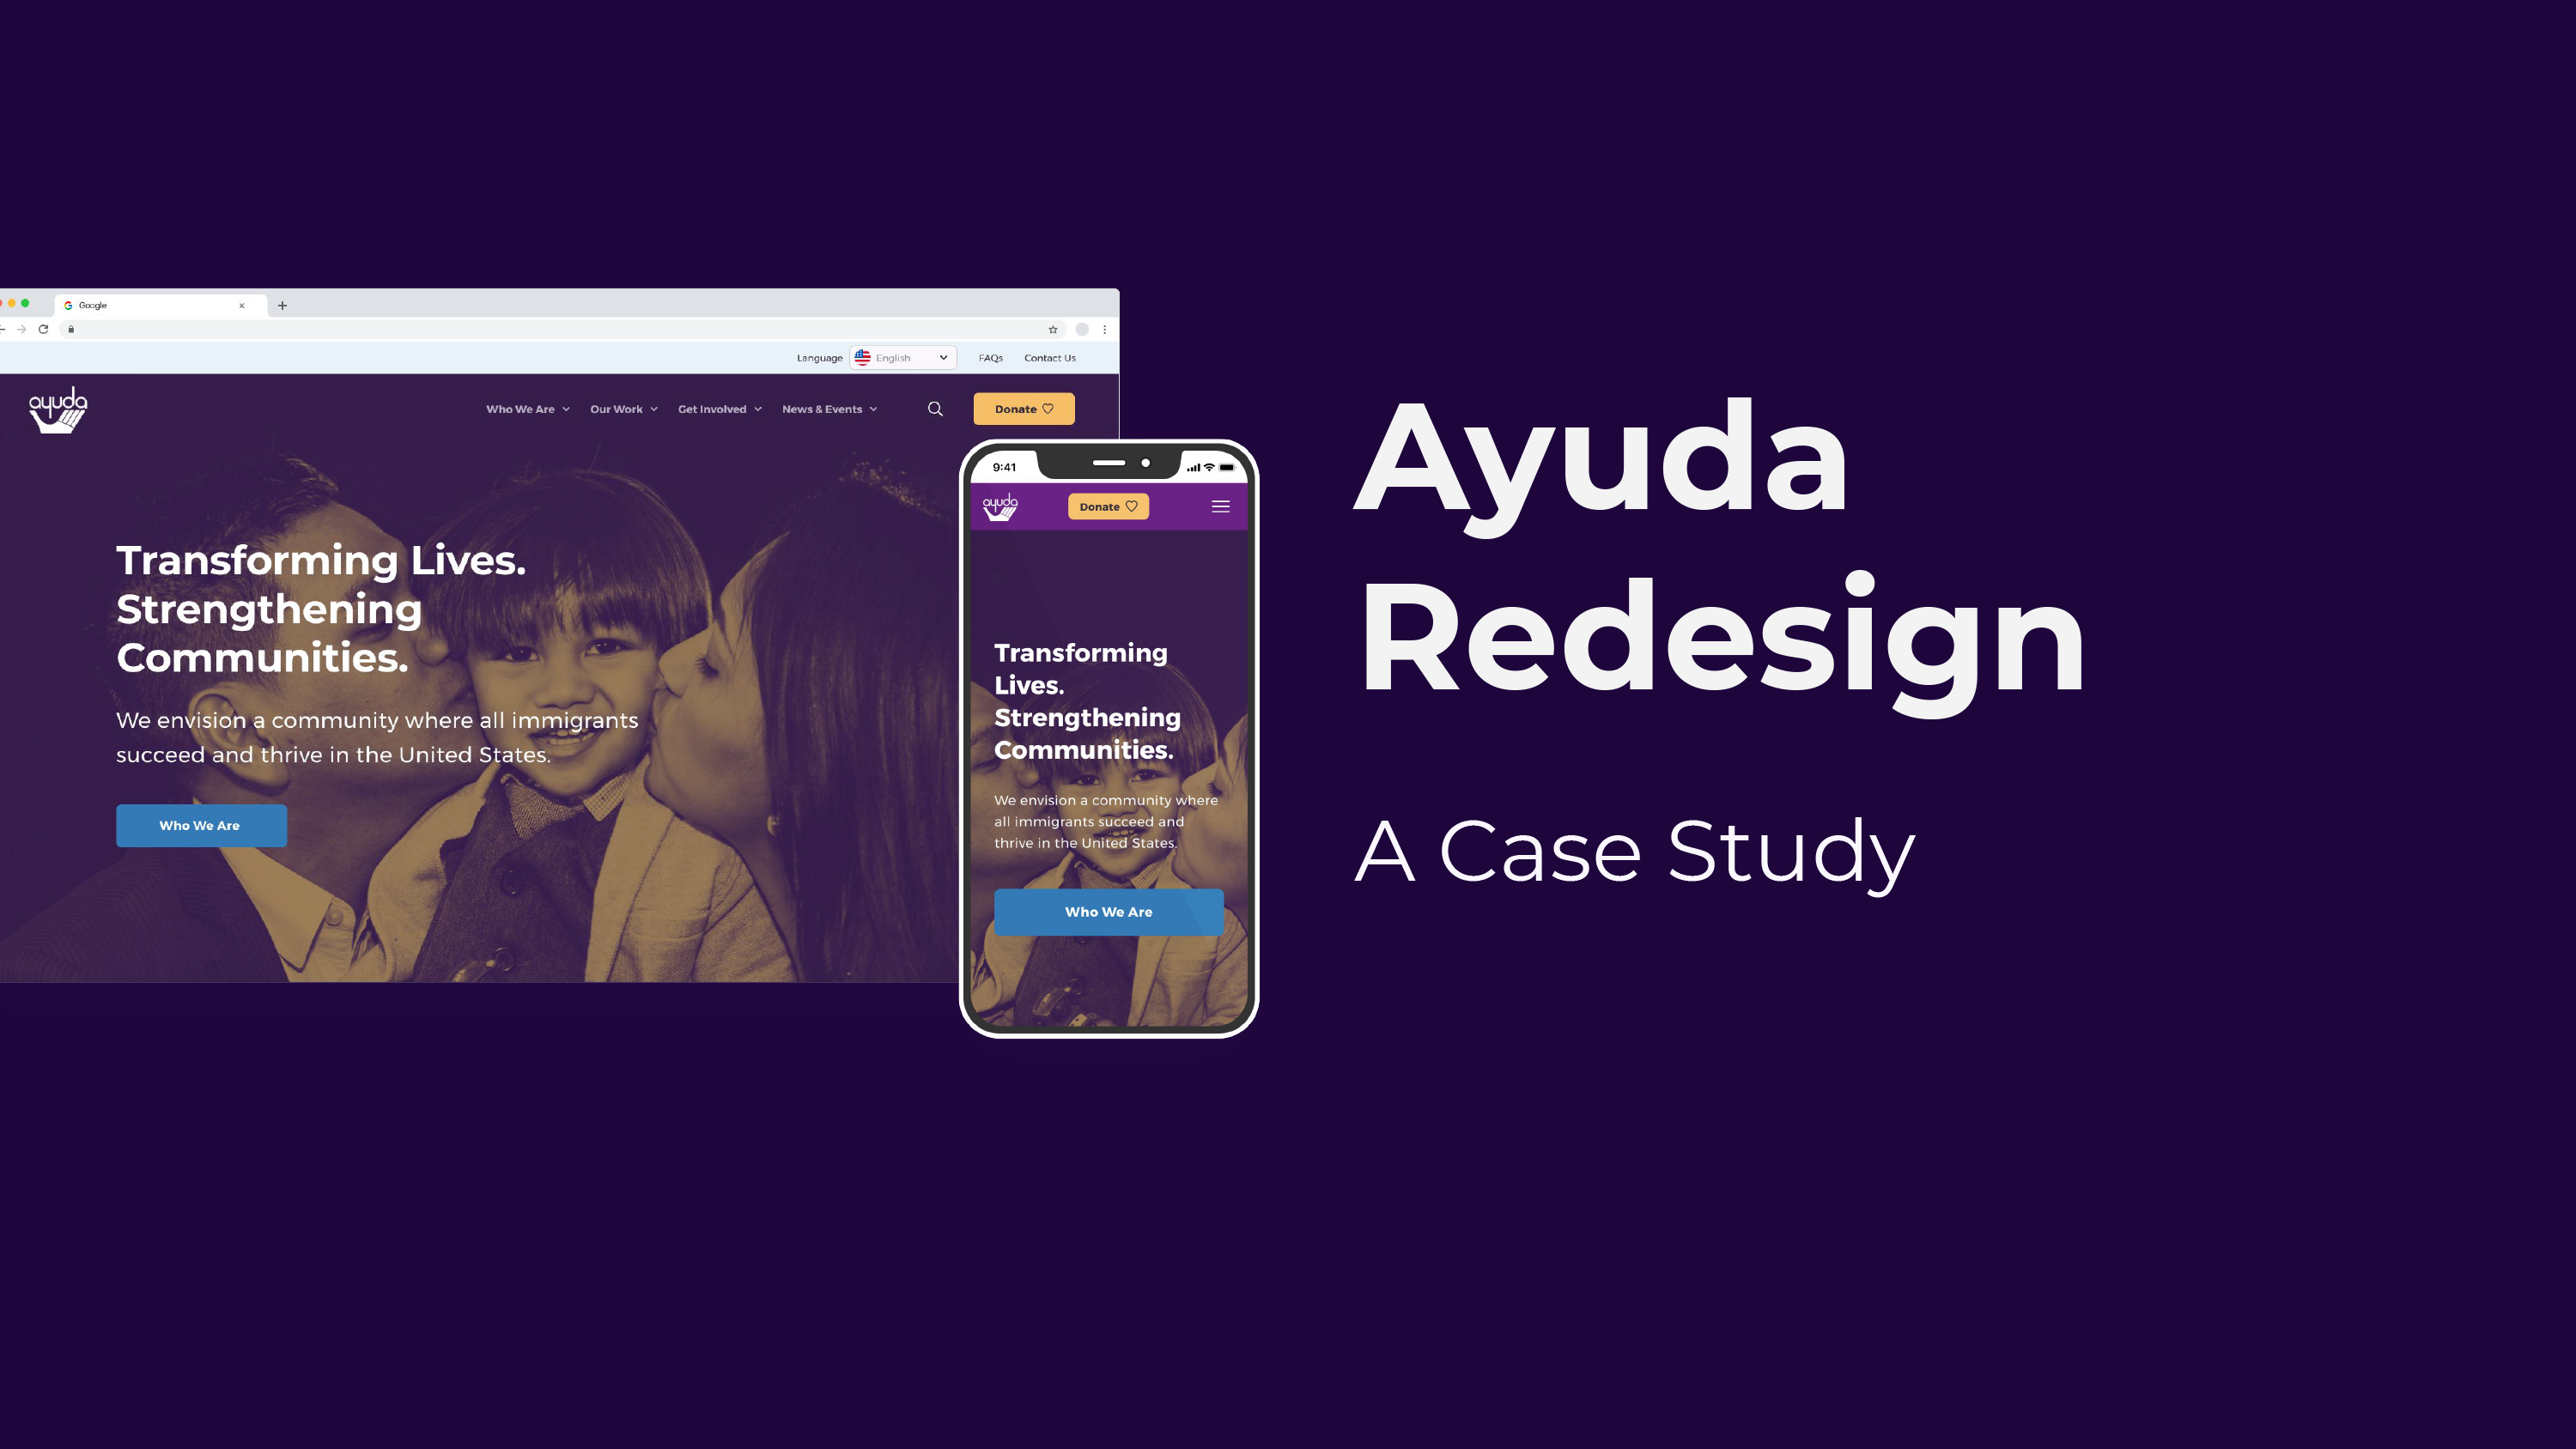 Google
Language English FAQs Contact Us
ayuda
Who We Are Our Work Get Involved News & Events Donate
Transforming Lives.
Strengthening
Communities.
We envision a community where all immigrants
succeed and thrive in the United States.
Who We Are
9:41
ayuda Donate
Transforming
Lives.
Strengthening
Communities.
We envision a community where
all immigrants succeed and
thrive in the United States.
Who We Are
Ayuda
Redesign
A Case Study